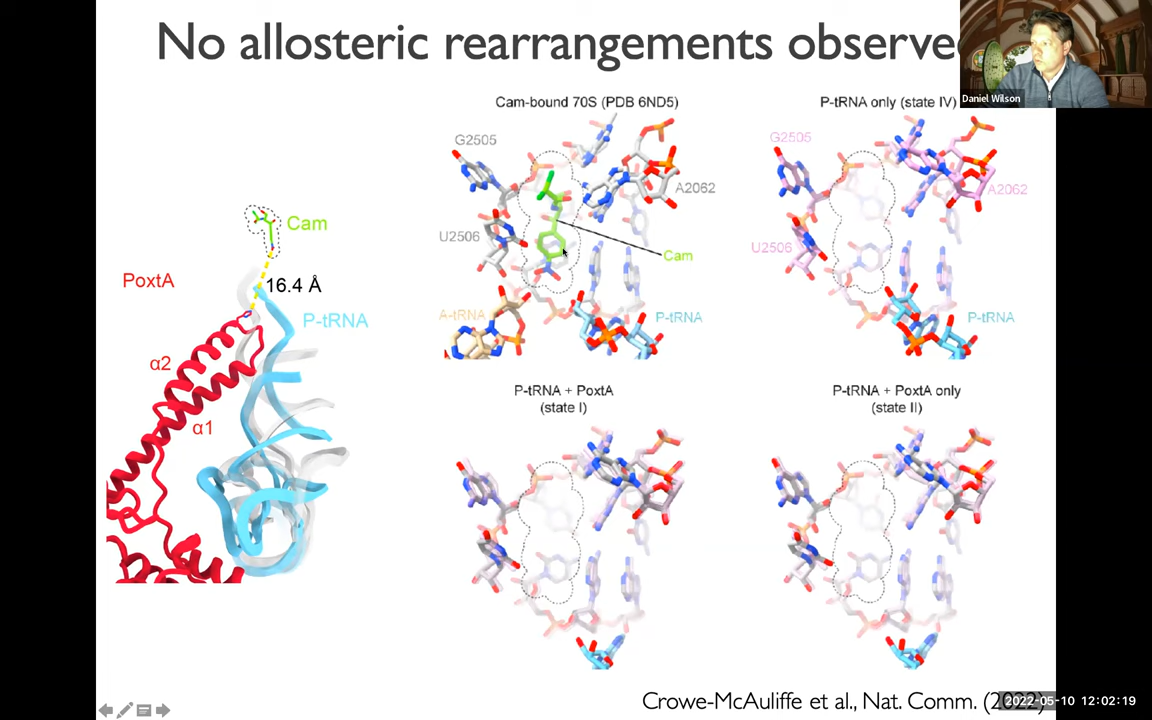 No allosteric rearrangements observe
Daniel Wilson
Cam-bound 70S (PDB 6ND5)
P-tRNA only (state IV)
G2505
A2062
U2506
Cam
A-tRNA
P-tRNA
G2505
A2062
U2506
P-tRNA
Cam
PoxtA
16.4 Å
P-tRNA
α2
α1
P-tRNA + PoxtA
(state I)
P-tRNA + PoxtA only
(state II)
Crowe-McAuliffe et al., Nat. Comm. (2022)
2022-05-10 12:02:19